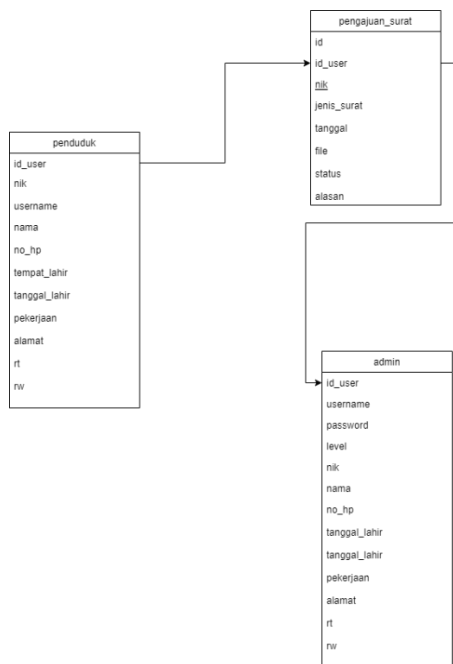 pengajuan_surat
id
id_user
nik
jenis_surat
tanggal
file
status
alasan
penduduk
id_user
nik
username
nama
no_hp
tempat_lahir
tanggal_lahir
pekerjaan
alamat
rt
rw
admin
id_user
username
password
level
nik
nama
no_hp
tanggal_lahir
tanggal_lahir
pekerjaan
alamat
rt
rw